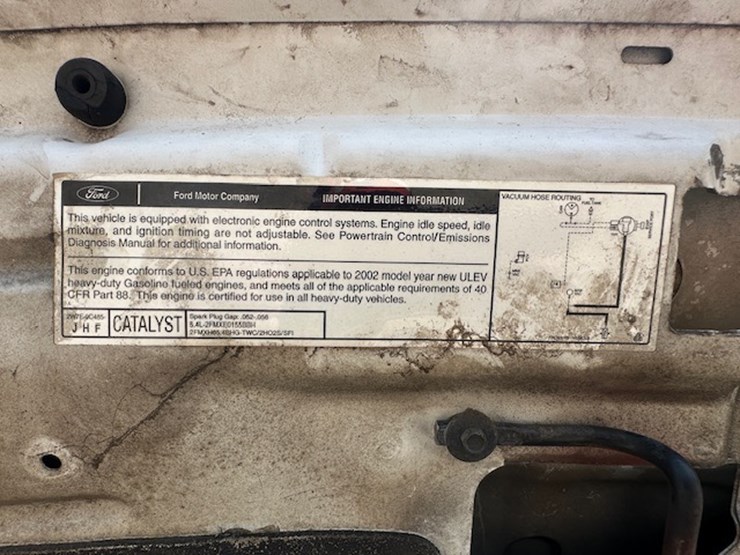 Ford
Ford Motor Company
IMPORTANT ENGINE INFORMATION
This vehicle is equipped with electronic engine control systems. Engine idle speed, idle
mixture, and ignition timing are not adjustable. See Powertrain Control/Emissions
Diagnosis Manual for additional information.
This engine conforms to U.S. EPA regulations applicable to 2002 model year new ULEV
heavy-duty Gasoline fueled engines, and meets all of the applicable requirements of 40
CFR Part 88. This engine is certified for use in all heavy-duty vehicles.
JHF
CATALYST
Spark Plug Gap: .052-.056
VACUUM HOSE ROUTING